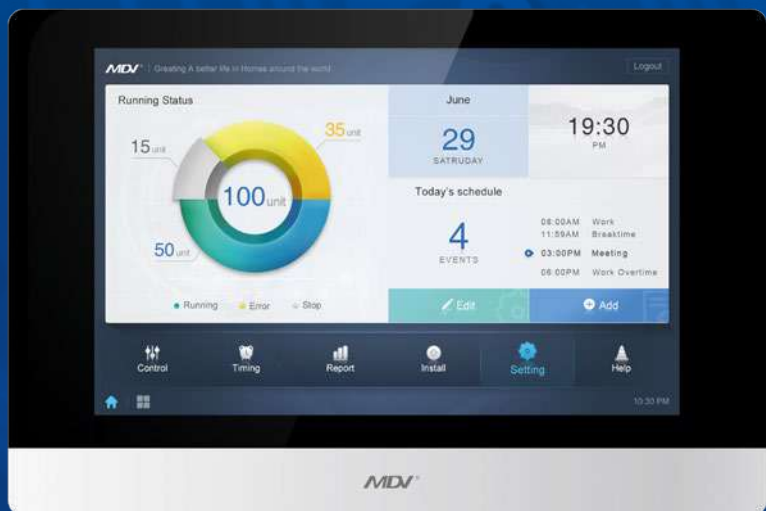 MDV® | Greating A better life in Homes around the world
Logout
Running Status
15 unit
35 unit
100 unit
50 unit
Running Error Stop
June
29
SATRUDAY
19:30
PM
Today's schedule
4
EVENTS
08:00AM Work
11:59AM Breaktime
03:00PM Meeting
06:00PM Work Overtime
Edit
Add
Control
Timing
Report
Install
Setting
Help
10:30 PM
MDV®